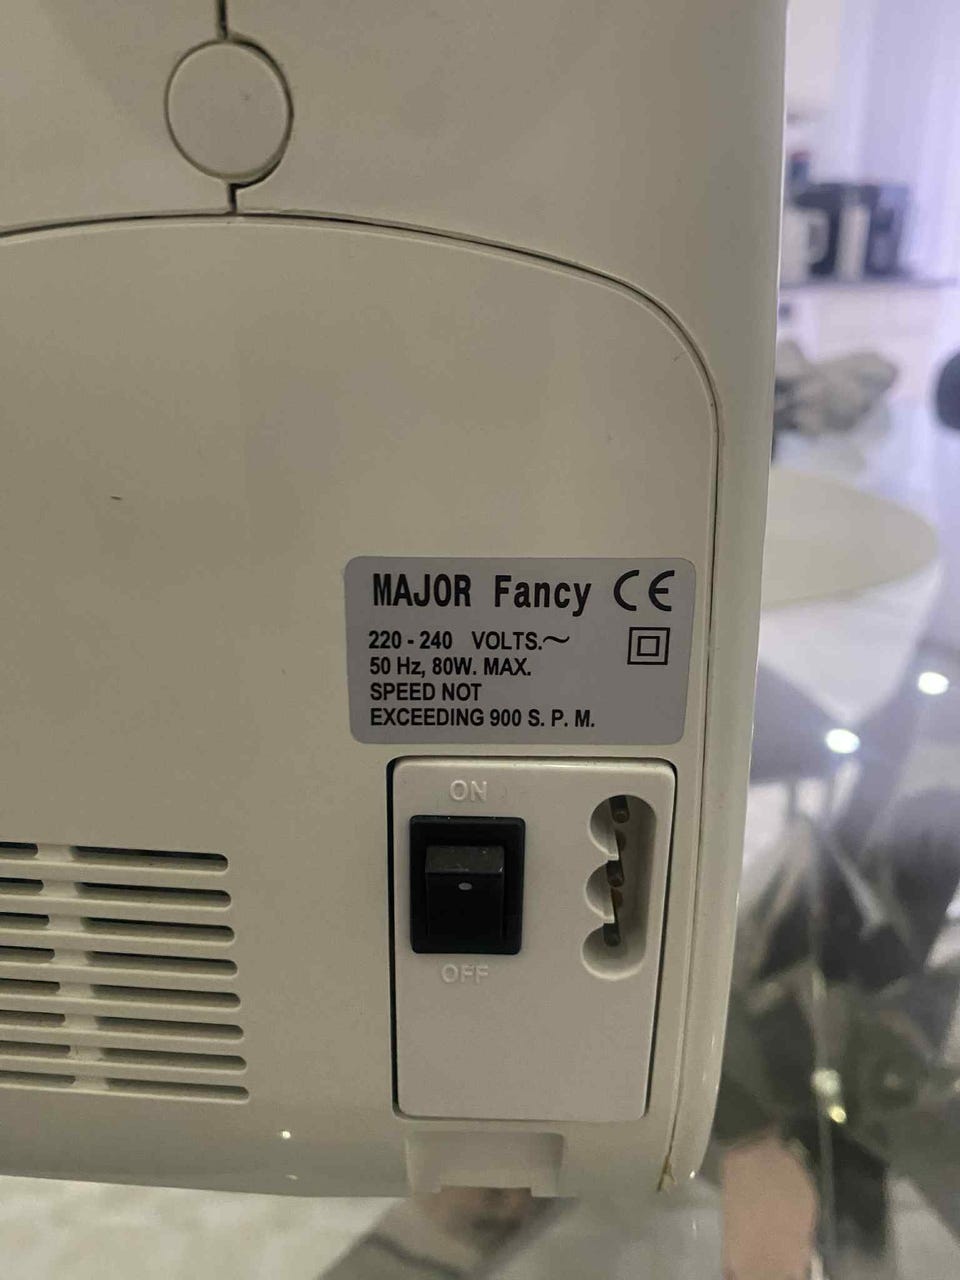 MAJOR Fancy CE
220 - 240 VOLTS.~
50 Hz, 80W. MAX.
SPEED NOT
EXCEEDING 900 S. P. M.
ON
OFF